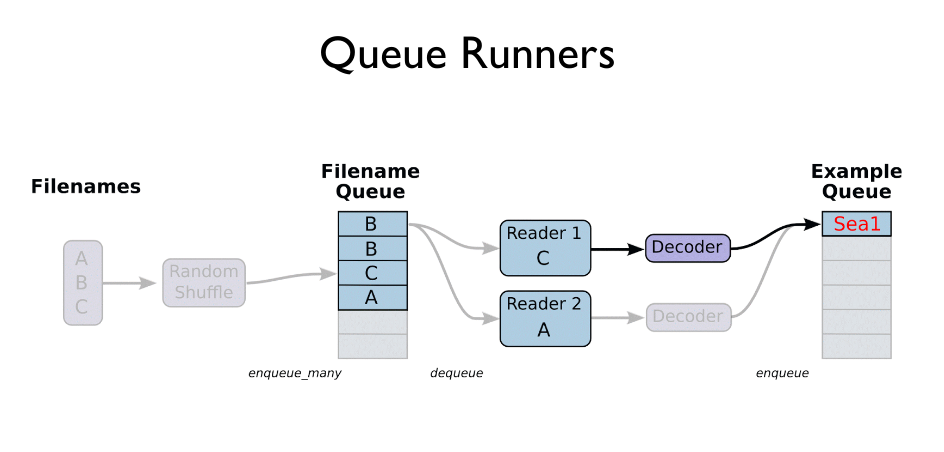 Queue Runners
Filenames
A
B
C
Random
Shuffle
enqueue_many
Filename
Queue
B
B
C
A
dequeue
Reader 1
C
Reader 2
A
Decoder
Decoder
enqueue
Example
Queue
Sea1